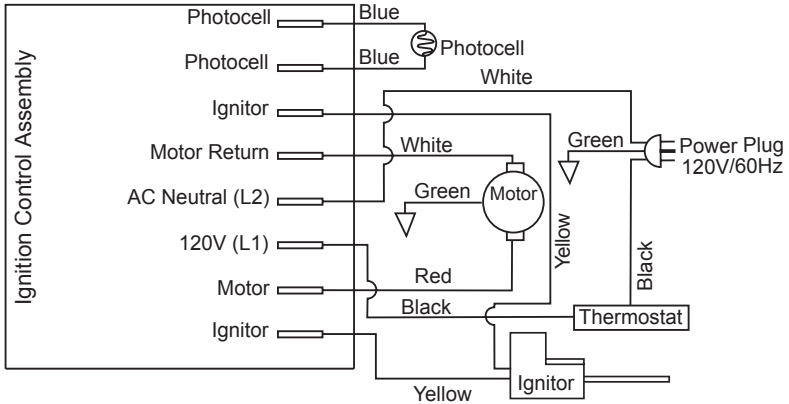 Ignition Control Assembly
Photocell
Photocell
Ignitor
Motor Return
AC Neutral (L2)
120V (L1)
Motor
Ignitor
Blue
Blue
Photocell
White
White
Green
Motor
Green
Power Plug
120V/60Hz
Yellow
Black
Red
Black
Thermostat
Yellow
Ignitor